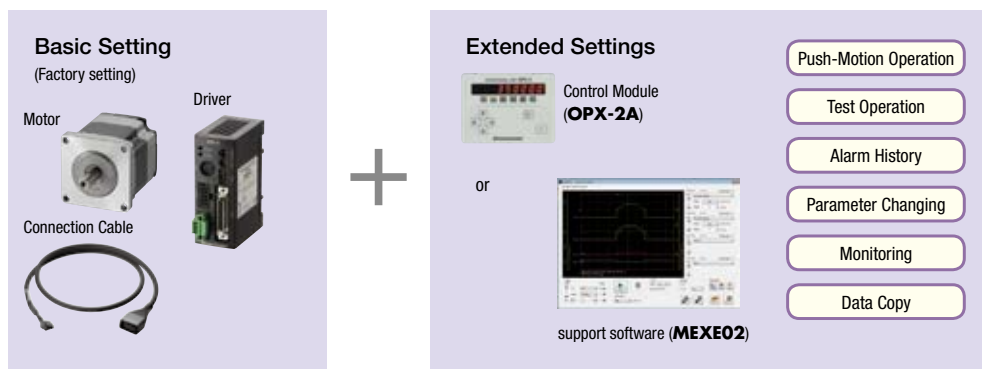 Basic Setting
(Factory setting)
Motor
Driver
Connection Cable
+
Extended Settings
Control Module
(OPX-2A)
or
support software (MEXE02)
Push-Motion Operation
Test Operation
Alarm History
Parameter Changing
Monitoring
Data Copy